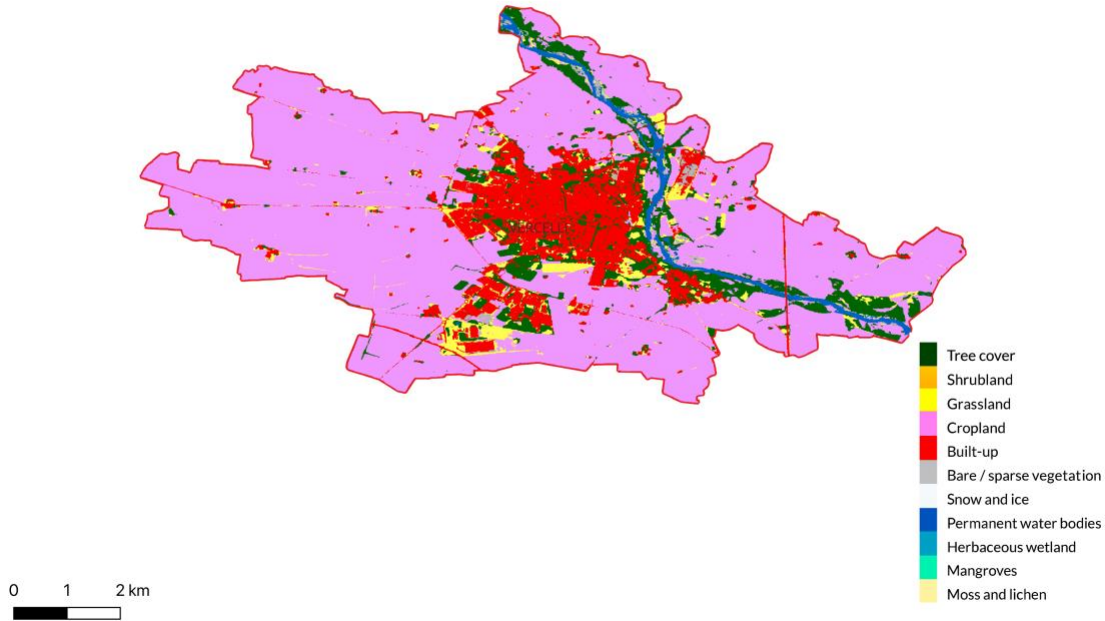 VERCELLI
Tree cover
Shrubland
Grassland
Cropland
Built-up
Bare / sparse vegetation
Snow and ice
Permanent water bodies
Herbaceous wetland
Mangroves
Moss and lichen
0 1 2 km